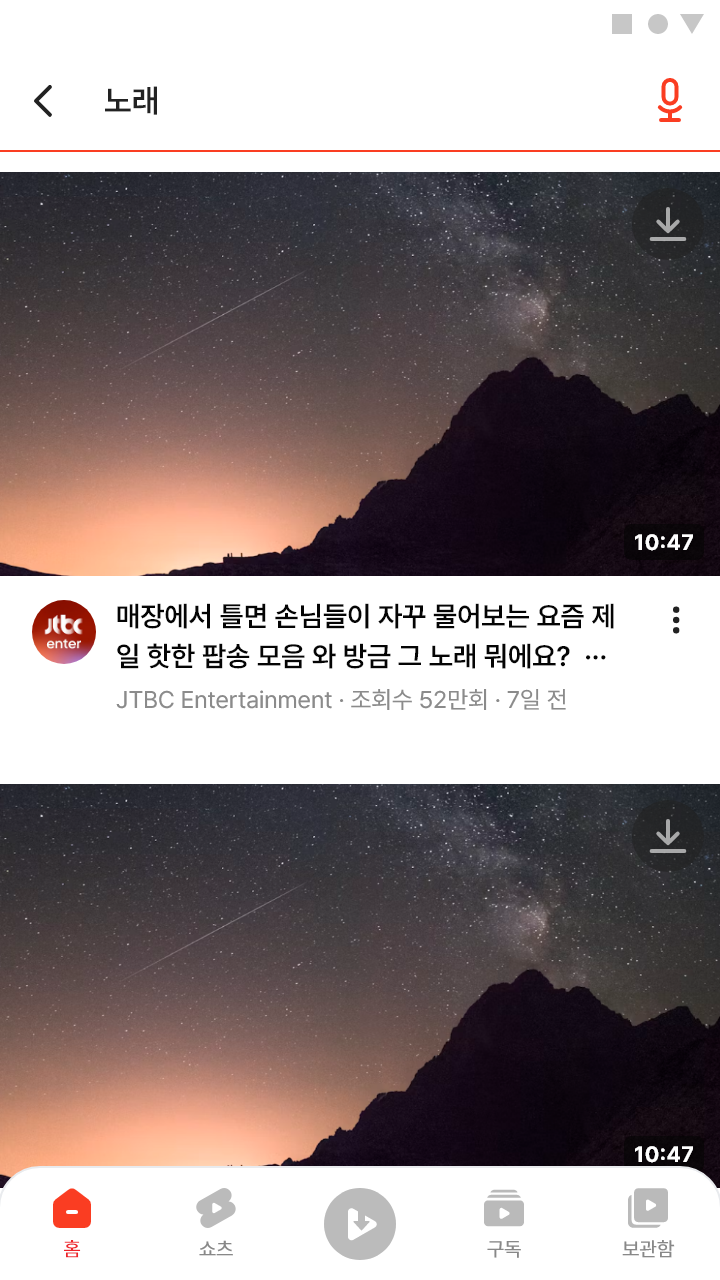 노래
10:47
jtbc
enter
매장에서 틀면 손님들이 자꾸 물어보는 요즘 제
일 핫한 팝송 모음 와 방금 그 노래 뭐에요? ···
JTBC Entertainment · 조회수 52만회 · 7일 전
10:47
홈
쇼츠
구독
보관함